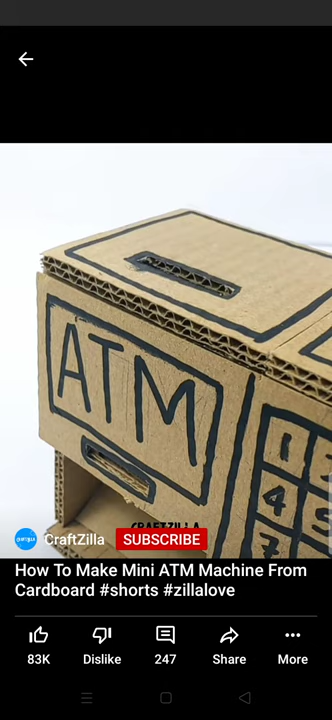 ATM
1
4
7
CRAFTZILLA
CRAFTZILLA
CraftZilla
SUBSCRIBE
How To Make Mini ATM Machine From
Cardboard #shorts #zillalove
83K
Dislike
247
Share
More